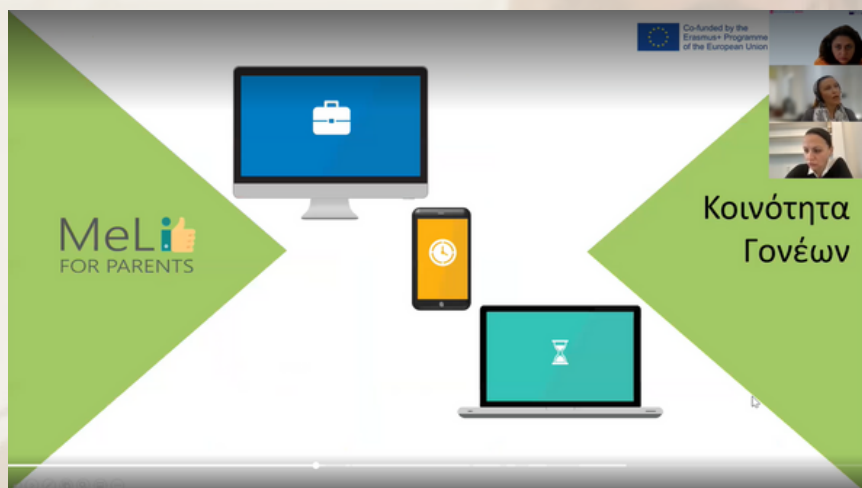 Co-funded by the
Erasmus+ Programme
of the European Union
MeLi
FOR PARENTS
Κοινότητα
Γονέων